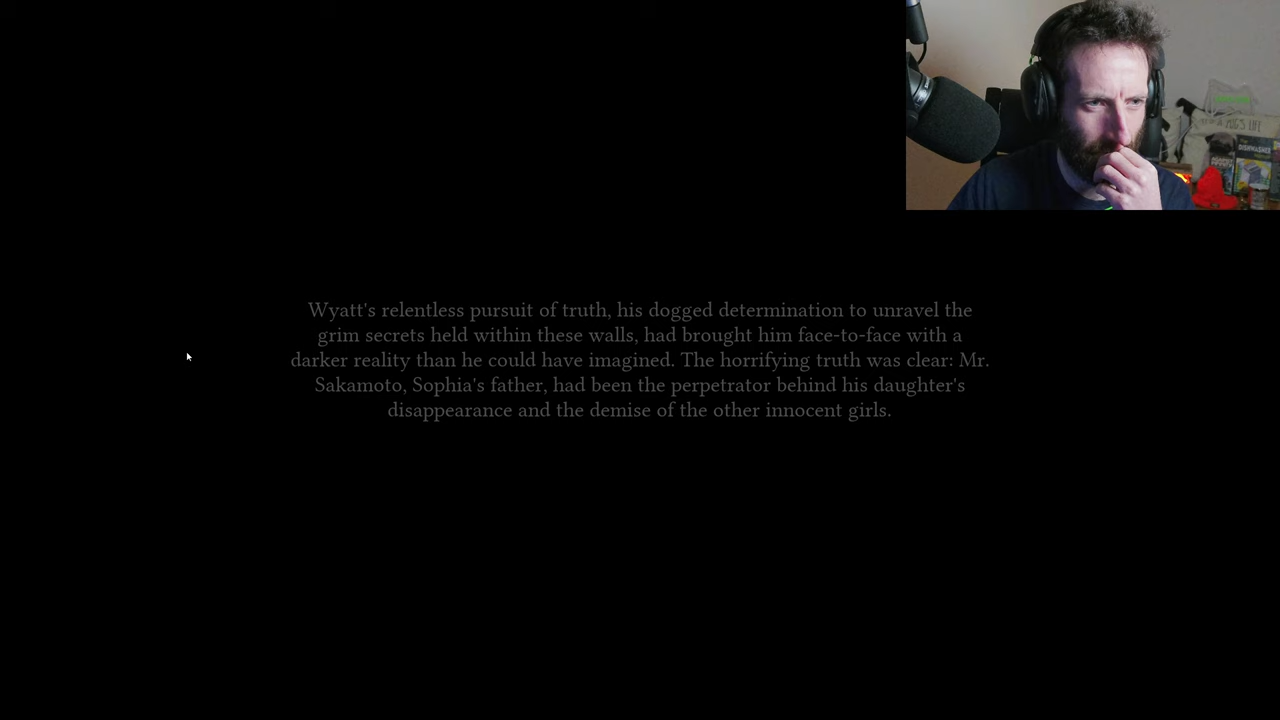 Wyatt's relentless pursuit of truth, his dogged determination to unravel the
grim secrets held within these walls, had brought him face-to-face with a
darker reality than he could have imagined. The horrifying truth was clear: Mr.
Sakamoto, Sophia's father, had been the perpetrator behind his daughter's
disappearance and the demise of the other innocent girls.
DISHWASHER